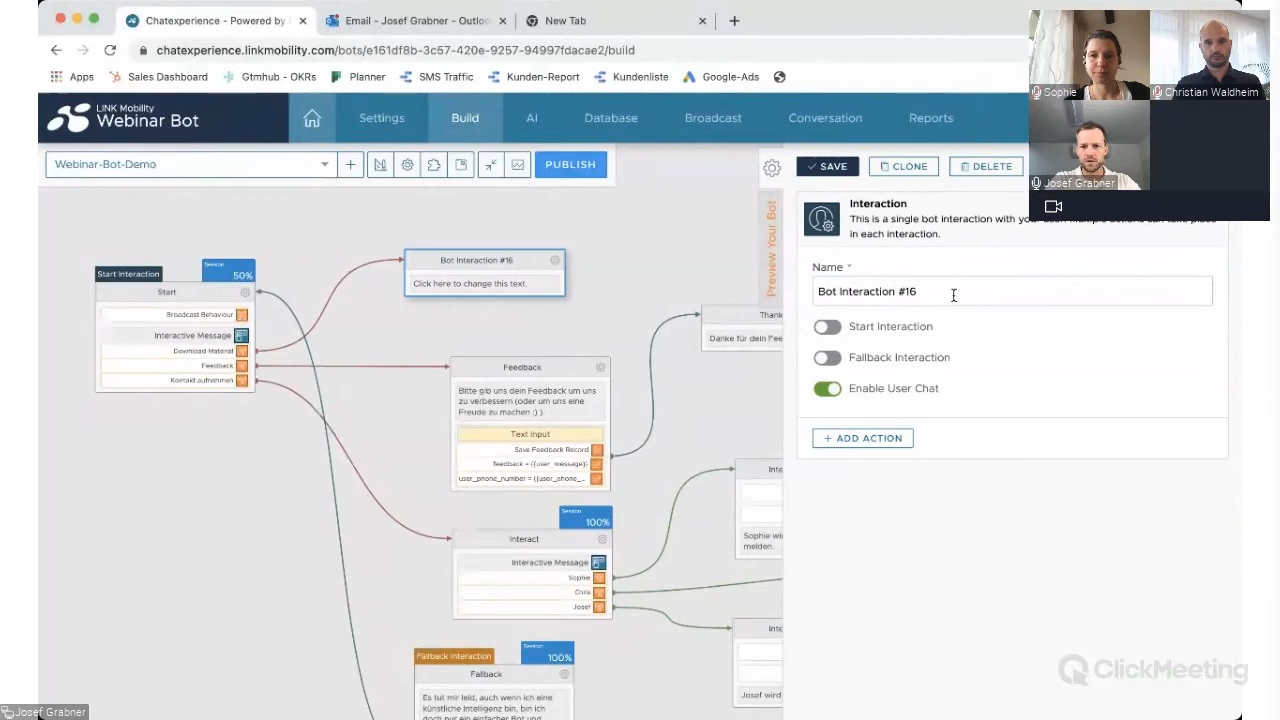 Chatexperience - Powered by
Email - Josef Grabner - Outlo
New Tab
chatexperience.linkmobility.com/bots/e161df8b-3c57-420e-9257-94997fdacae2/build
Apps
Sales Dashboard
Gtmhub - OKRs
Planner
SMS Traffic
Kunden-Report
Kundenliste
Google-Ads
Sophie
Christian Waldheim
Josef Grabner
LINK Mobility
Webinar Bot
Settings
Build
AI
Database
Broadcast
Conversation
Reports
Webinar-Bot-Demo
PUBLISH
SAVE
CLONE
DELETE
Preview Your Bot
Interaction
This is a single bot interaction with
in each interaction.
Name *
Bot Interaction #16
Start Interaction
Fallback Interaction
Enable User Chat
+ ADD ACTION
Start Interaction
Session
50%
Start
Broadcast Behaviour
Interactive Message
Download Material
Feedback
Kontakt aufnehmen
Bot Interaction #16
Click here to change this text.
Feedback
Bitte gib uns dein Feedback um uns
zu verbessern (oder um uns eine
Freude zu machen ;) )
Text Input
Save Feedback Record
feedback = {{user_message}}
user_phone_number = {{user_phone_...
Thank
Danke für dein Fee
Session
100%
Interact
Interactive Message
Sophie
Chris
Josef
Inte
Sophie wi
melden.
Inte
Josef wird
Fallback Interaction
Session
100%
Fallback
Es tut mir leid, auch wenn ich eine
künstliche Intelligenz bin, bin ich
doch nur ein einfacher Bot und
ClickMeeting
Josef Grabner